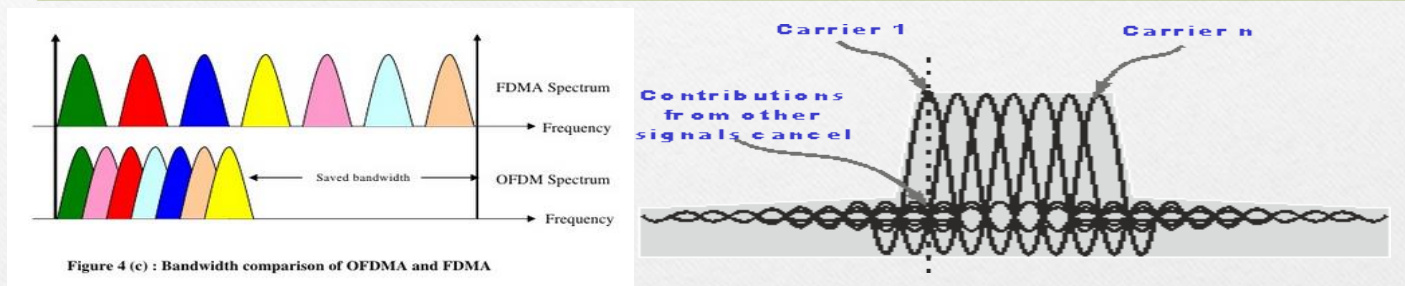 FDMA Spectrum
Frequency
Saved bandwidth
OFDM Spectrum
Frequency
Figure 4 (c) : Bandwidth comparison of OFDMA and FDMA
Carrier 1
Carrier n
Contributions
from other
signals cancel